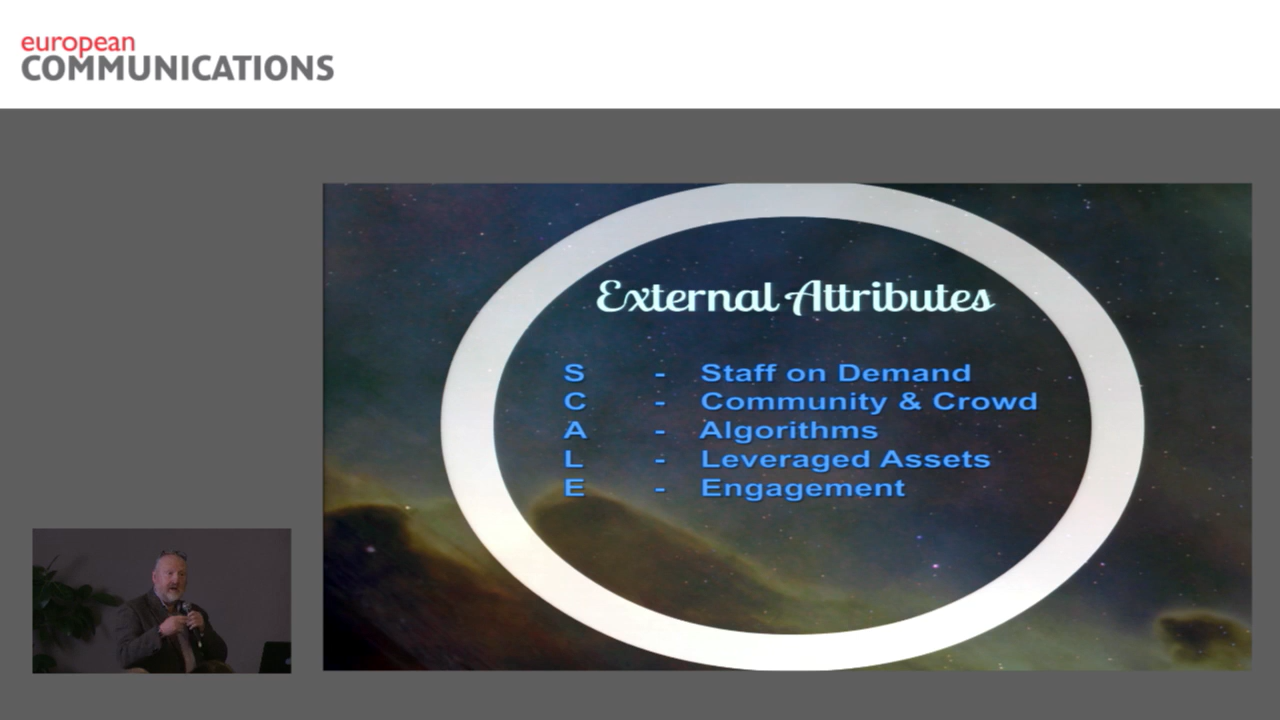 european
COMMUNICATIONS
External Attributes
S - Staff on Demand
C - Community & Crowd
A - Algorithms
L - Leveraged Assets
E - Engagement